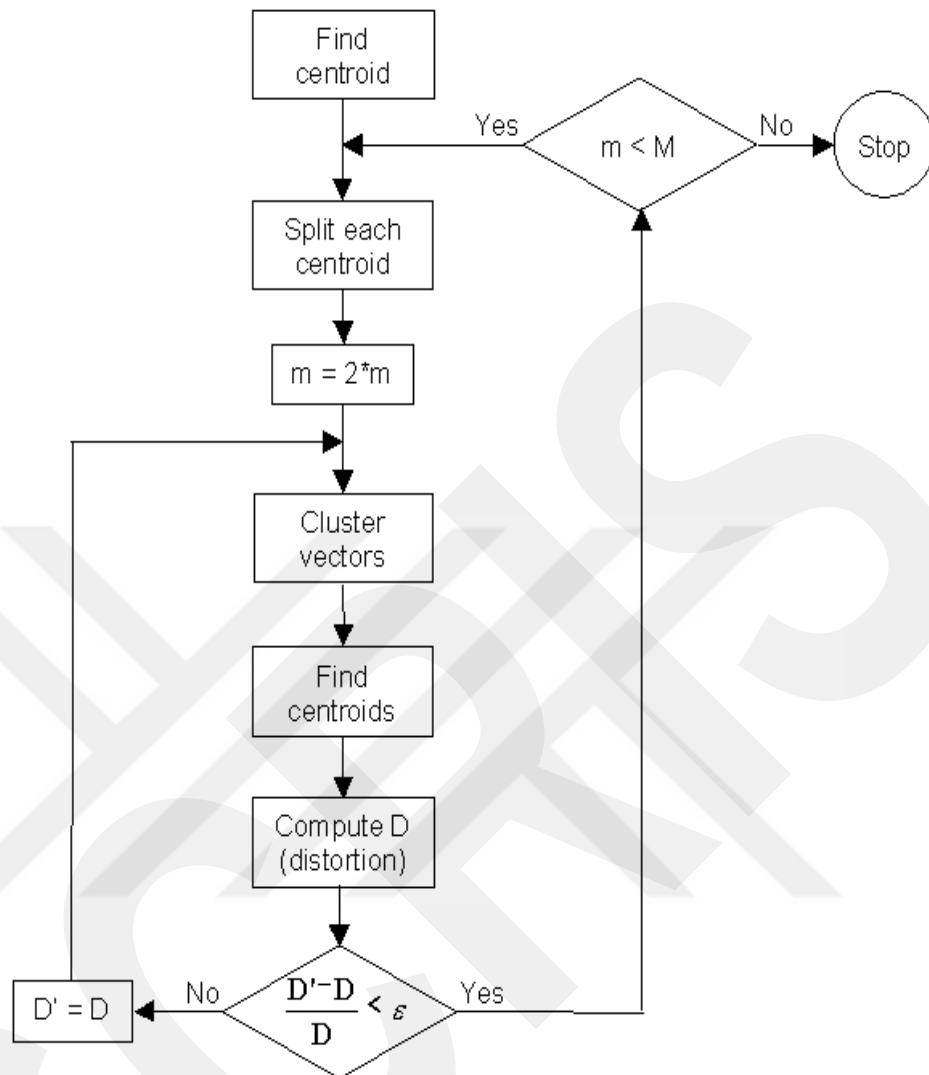 Find
centroid
Yes
m < M
No
Stop
Split each
centroid
m = 2*m
Cluster
vectors
Find
centroids
Compute D
(distortion)
D' = D
No
D'-D
D
< ε
Yes